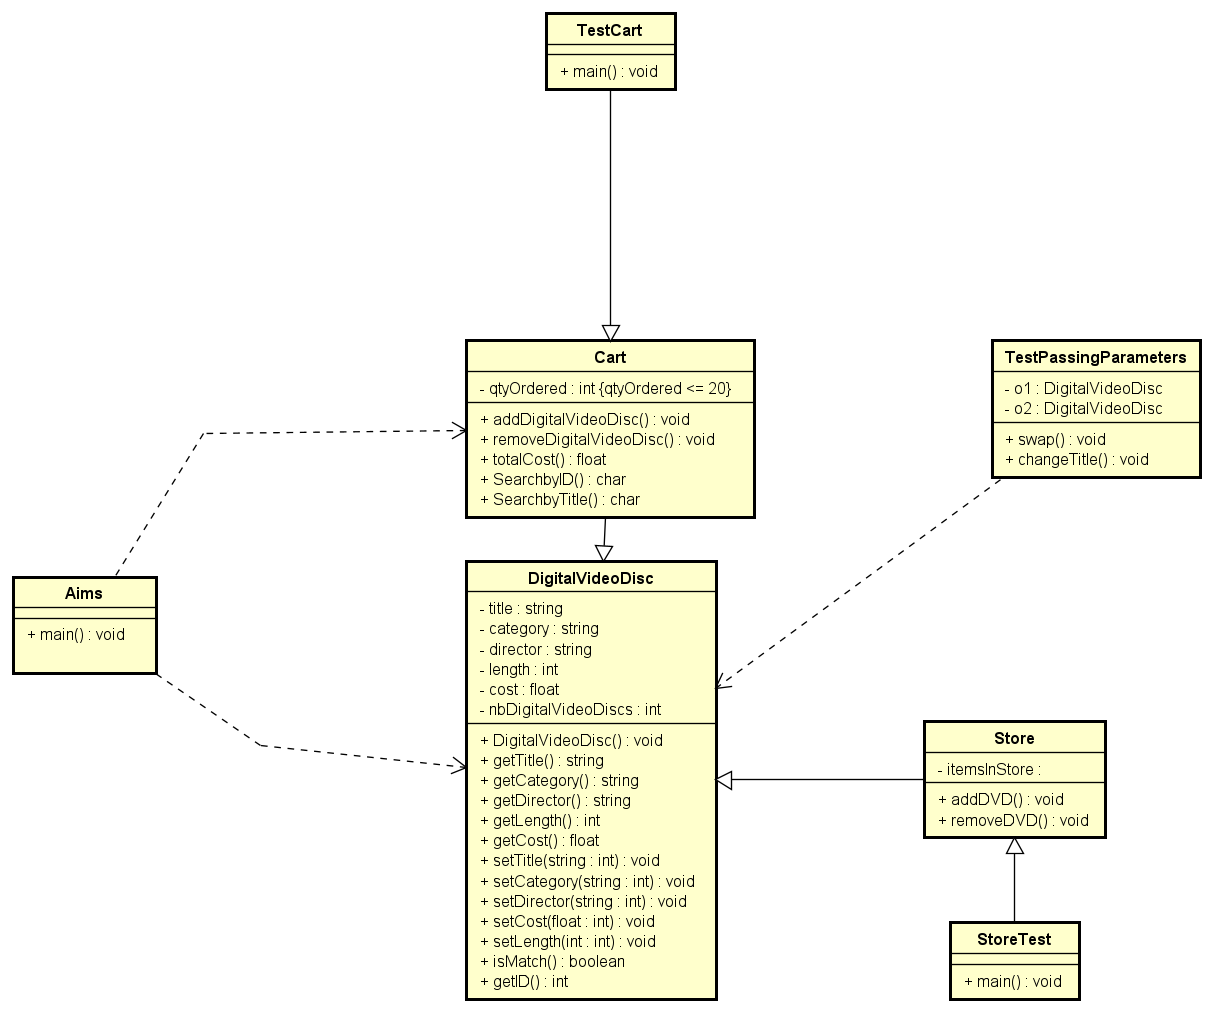 TestCart
+ main() : void
Cart
- qtyOrdered : int {qtyOrdered <= 20}
+ addDigitalVideoDisc() : void
+ removeDigitalVideoDisc() : void
+ totalCost() : float
+ SearchbyID() : char
+ SearchbyTitle() : char
TestPassingParameters
- o1 : DigitalVideoDisc
- o2 : DigitalVideoDisc
+ swap() : void
+ changeTitle() : void
Aims
+ main() : void
DigitalVideoDisc
- title : string
- category : string
- director : string
- length : int
- cost : float
- nbDigitalVideoDiscs : int
+ DigitalVideoDisc() : void
+ getTitle() : string
+ getCategory() : string
+ getDirector() : string
+ getLength() : int
+ getCost() : float
+ setTitle(string : int) : void
+ setCategory(string : int) : void
+ setDirector(string : int) : void
+ setCost(float : int) : void
+ setLength(int : int) : void
+ isMatch() : boolean
+ getID() : int
Store
- itemsInStore :
+ addDVD() : void
+ removeDVD() : void
StoreTest
+ main() : void